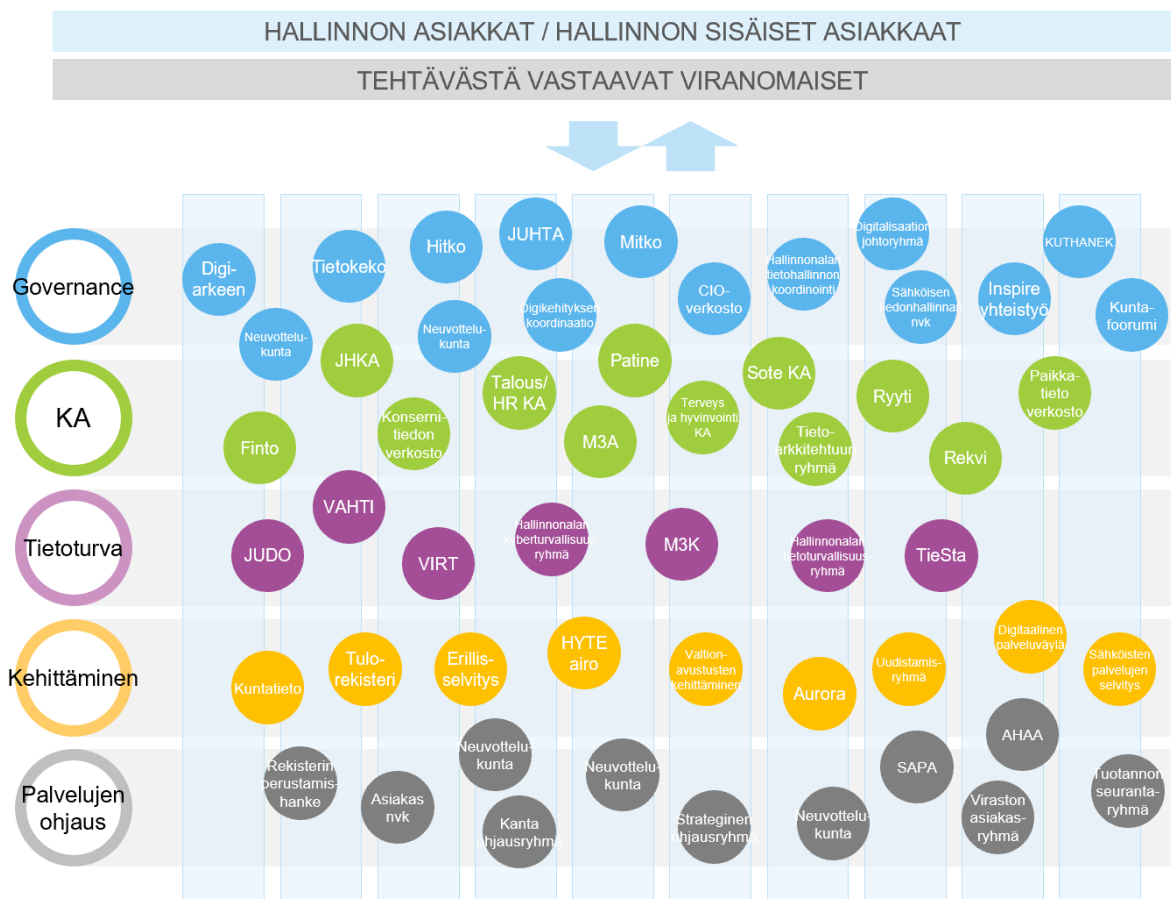 HALLINNON ASIAKKAT / HALLINNON SISÄISET ASIAKKAAT
TEHTÄVÄSTÄ VASTAAVAT VIRANOMAISET
Governance
Digi-
arkeen
Neuvottelu-
kunta
Tietokeko
Hitko
Neuvottelu-
kunta
JUHTA
Digikehityksen
koordinaatio
Mitko
CIO-
verkosto
Hallinnonalan
tietohallinnon
koordinointi
Digitalisaation
johtoryhmä
Sähköisen
tiedonhallinnan
nvk
Inspire
yhteistyö
KUTHANEK
Kunta-
foorumi
KA
Finto
JHKA
Konserni-
tiedon
verkosto
Talous/
HR KA
M3A
Patine
Terveys
ja hyvinvointi
KA
Sote KA
Tieto-
arkkitehtuuri
ryhmä
Ryyti
Rekvi
Paikka-
tieto
verkosto
Tietoturva
JUDO
VAHTI
VIRT
Hallinnonalan
kyberturvallisuus-
ryhmä
M3K
Hallinnonalan
tietoturvallisuus-
ryhmä
TieSta
Kehittäminen
Kuntatieto
Tulo-
rekisteri
Erillis-
selvitys
HYTE
airo
Valtion-
avustusten
kehittäminen
Aurora
Uudistamis-
ryhmä
Digitaalinen
palveluväylä
Sähköisten
palvelujen
selvitys
Palvelujen
ohjaus
Rekisterin
perustamis-
hanke
Asiakas
nvk
Neuvottelu-
kunta
Kanta
ohjausryhmä
Neuvottelu-
kunta
Strateginen
ohjausryhmä
Neuvottelu-
kunta
SAPA
AHAA
Viraston
asiakas-
ryhmä
Tuotannon
seuranta-
ryhmä